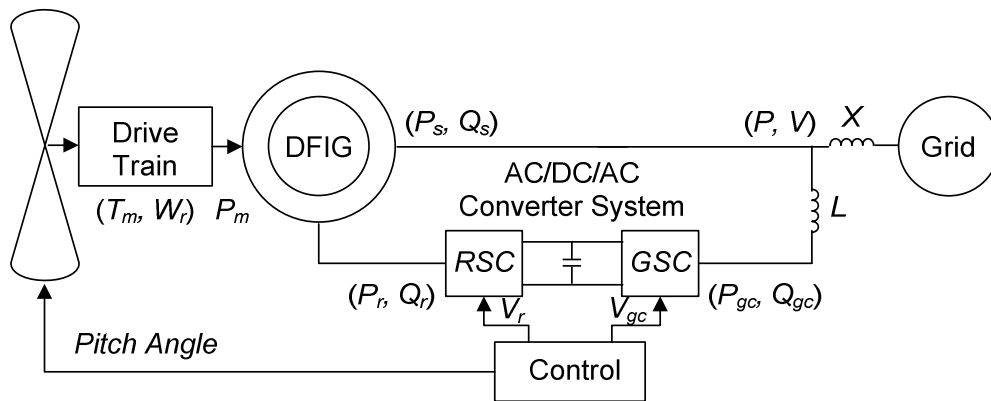 Drive
Train
(Tm, Wr)
Pm
DFIG
(Ps, Qs)
(P, V)
X
Grid
AC/DC/AC
Converter System
L
RSC
GSC
(Pr, Qr)
(Pgc, Qgc)
Vr
Vgc
Pitch Angle
Control